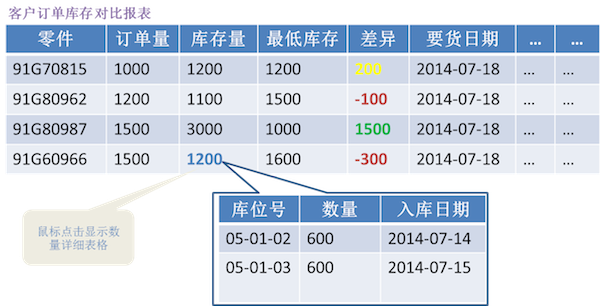 客户订单库存对比报表
零件 订单量 库存量 最低库存 差异 要货日期 ... ...
91G70815 1000 1200 1200 200 2014-07-18 ... ...
91G80962 1200 1100 1500 -100 2014-07-18 ... ...
91G80987 1500 3000 1000 1500 2014-07-18 ... ...
91G60966 1500 1200 1600 -300 2014-07-18 ... ...
鼠标点击显示数
量详细表格
库位号 数量 入库日期
05-01-02 600 2014-07-14
05-01-03 600 2014-07-15